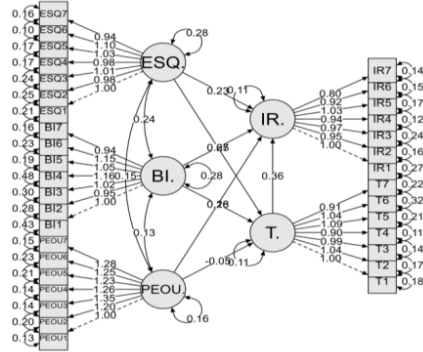 0.16 ESQ7
0.10 ESQ6
0.17 ESQ5
0.17 ESQ4
0.24 ESQ3
0.25 ESQ2
0.21 ESQ1
0.16 BI7
0.23 BI6
0.19 BI5
0.48 BI4
0.30 BI3
0.28 BI2
0.43 BI1
0.15 PEOU7
0.23 PEOU6
0.21 PEOU5
0.14 PEOU4
0.14 PEOU3
0.20 PEOU2
0.13 PEOU1
0.94
1.10
1.03
0.98
1.01
0.98
1.00
0.94
1.15
1.05
1.16
1.02
0.95
1.00
1.28
1.25
1.23
1.26
1.35
1.20
1.00
0.28
ESQ.
0.24
0.15
BI.
0.28
0.13
PEOU.
0.16
0.23
0.11
IR.
0.36
T.
-0.05
0.11
0.80
0.92
1.03
0.94
0.97
0.95
1.00
0.91
1.04
1.09
0.90
0.99
1.04
1.00
IR7 0.14
IR6 0.15
IR5 0.17
IR4 0.12
IR3 0.24
IR2 0.16
IR1 0.27
T7 0.22
T6 0.32
T5 0.21
T4 0.11
T3 0.14
T2 0.17
T1 0.18